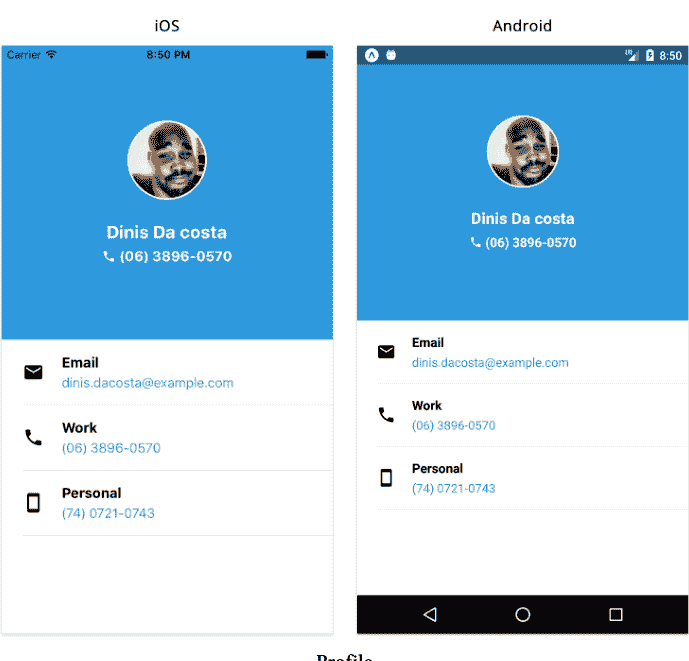 iOS
Carrier 8:50 PM
Dinis Da costa
(06) 3896-0570
Email
dinis.dacosta@example.com
Work
(06) 3896-0570
Personal
(74) 0721-0743
Android
8:50
Dinis Da costa
(06) 3896-0570
Email
dinis.dacosta@example.com
Work
(06) 3896-0570
Personal
(74) 0721-0743
Profile